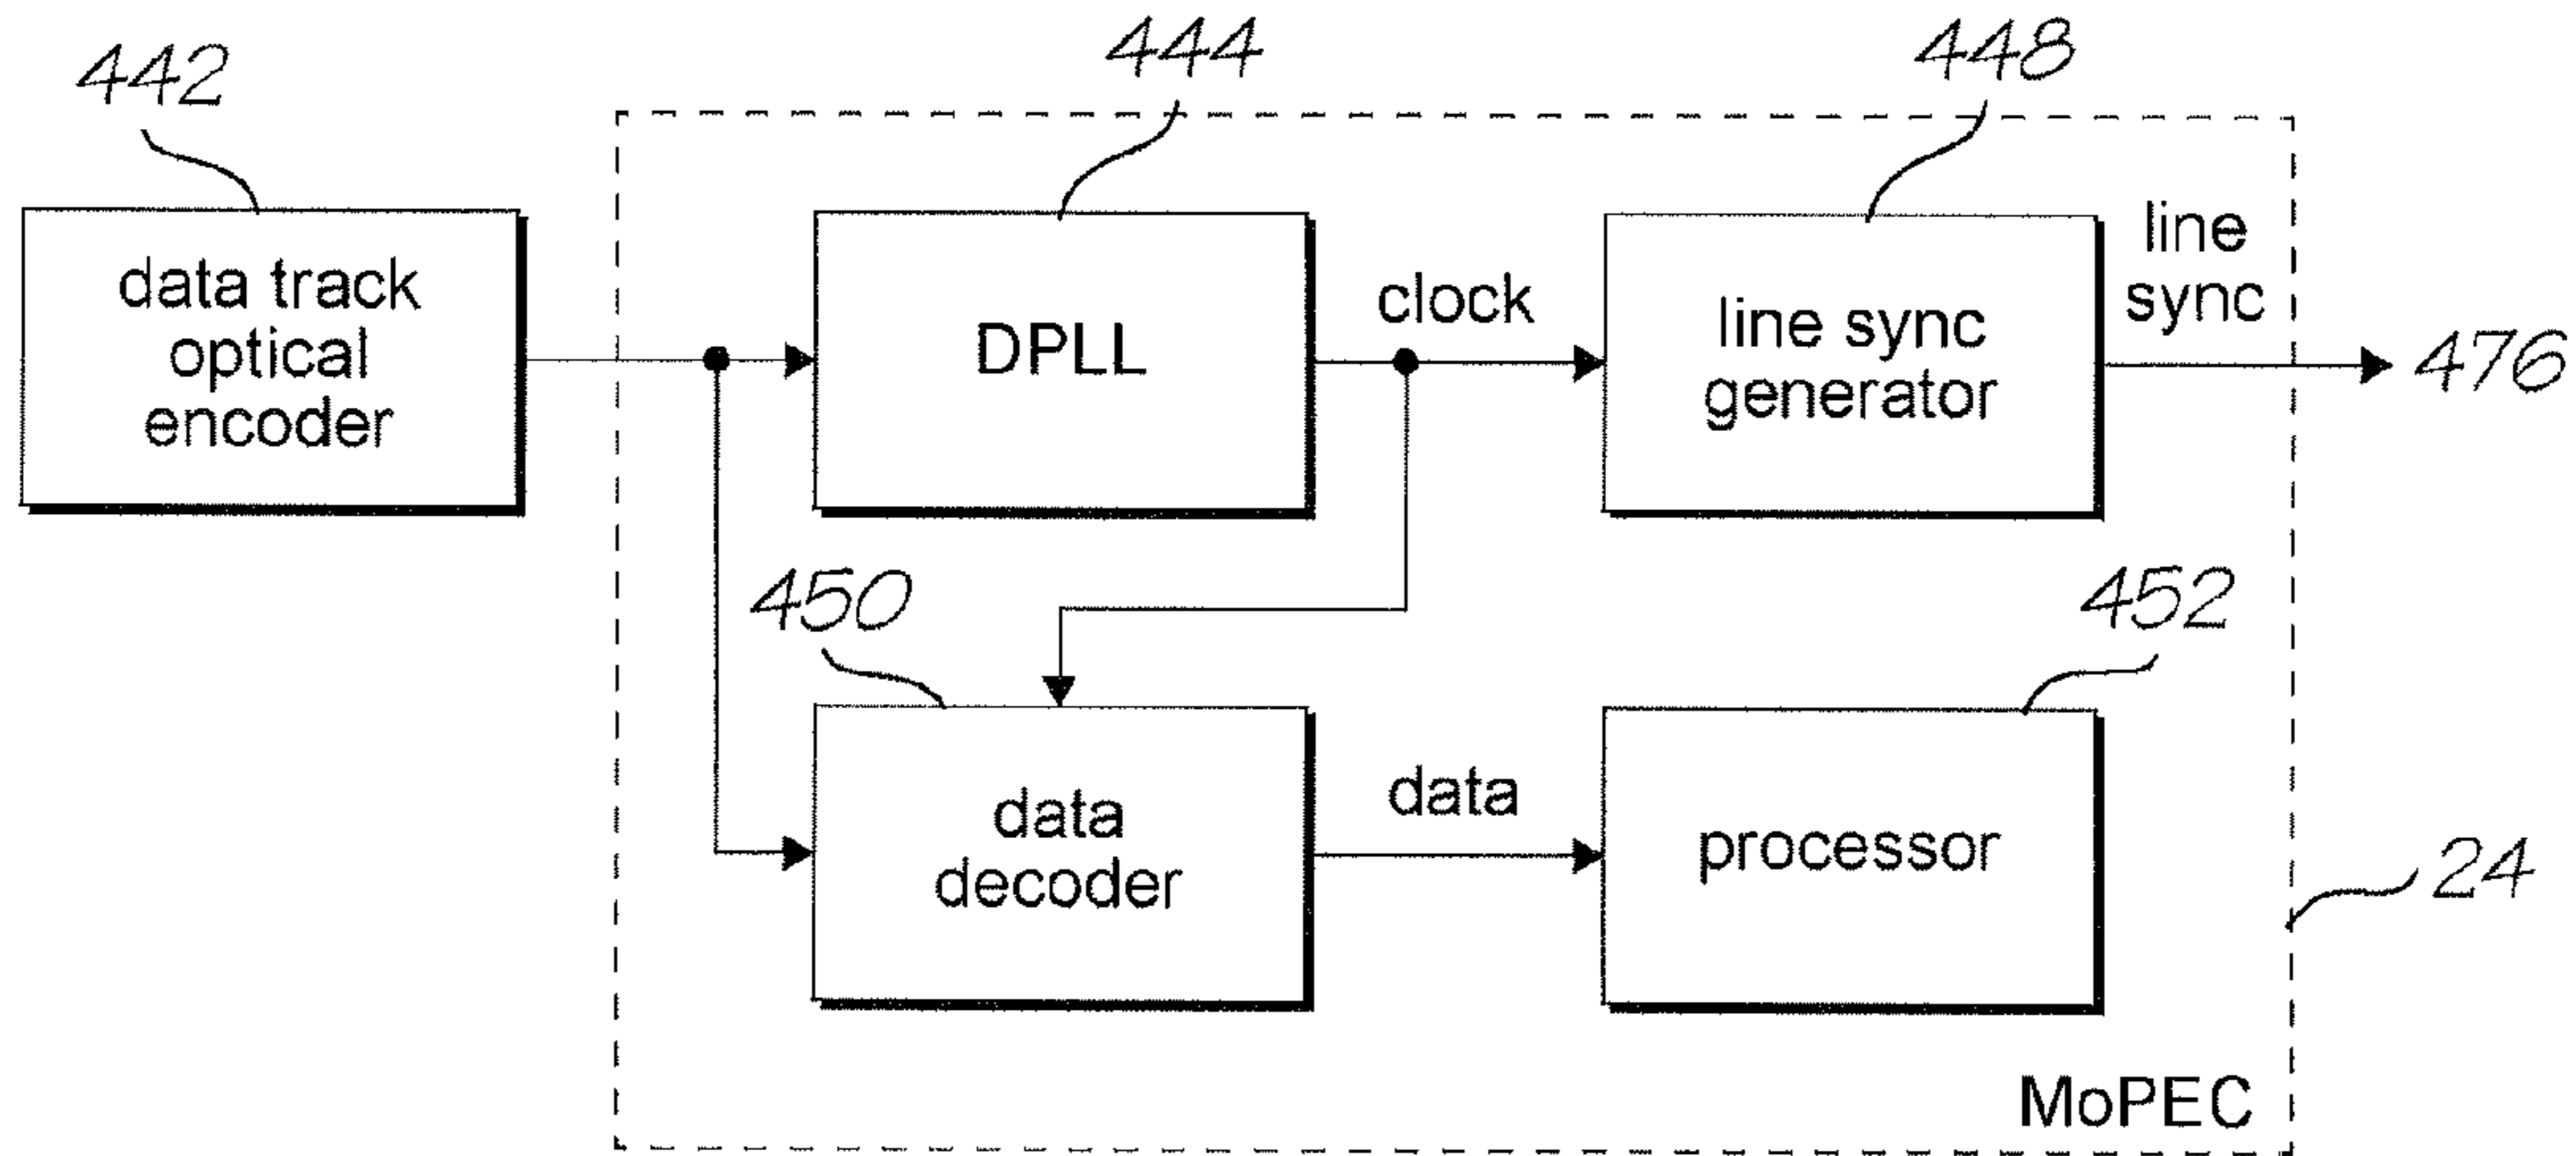 442
444
448
data track
optical
encoder
DPLL
clock
line sync
generator
line
sync
476
450
452
data
decoder
data
processor
24
MoPEC